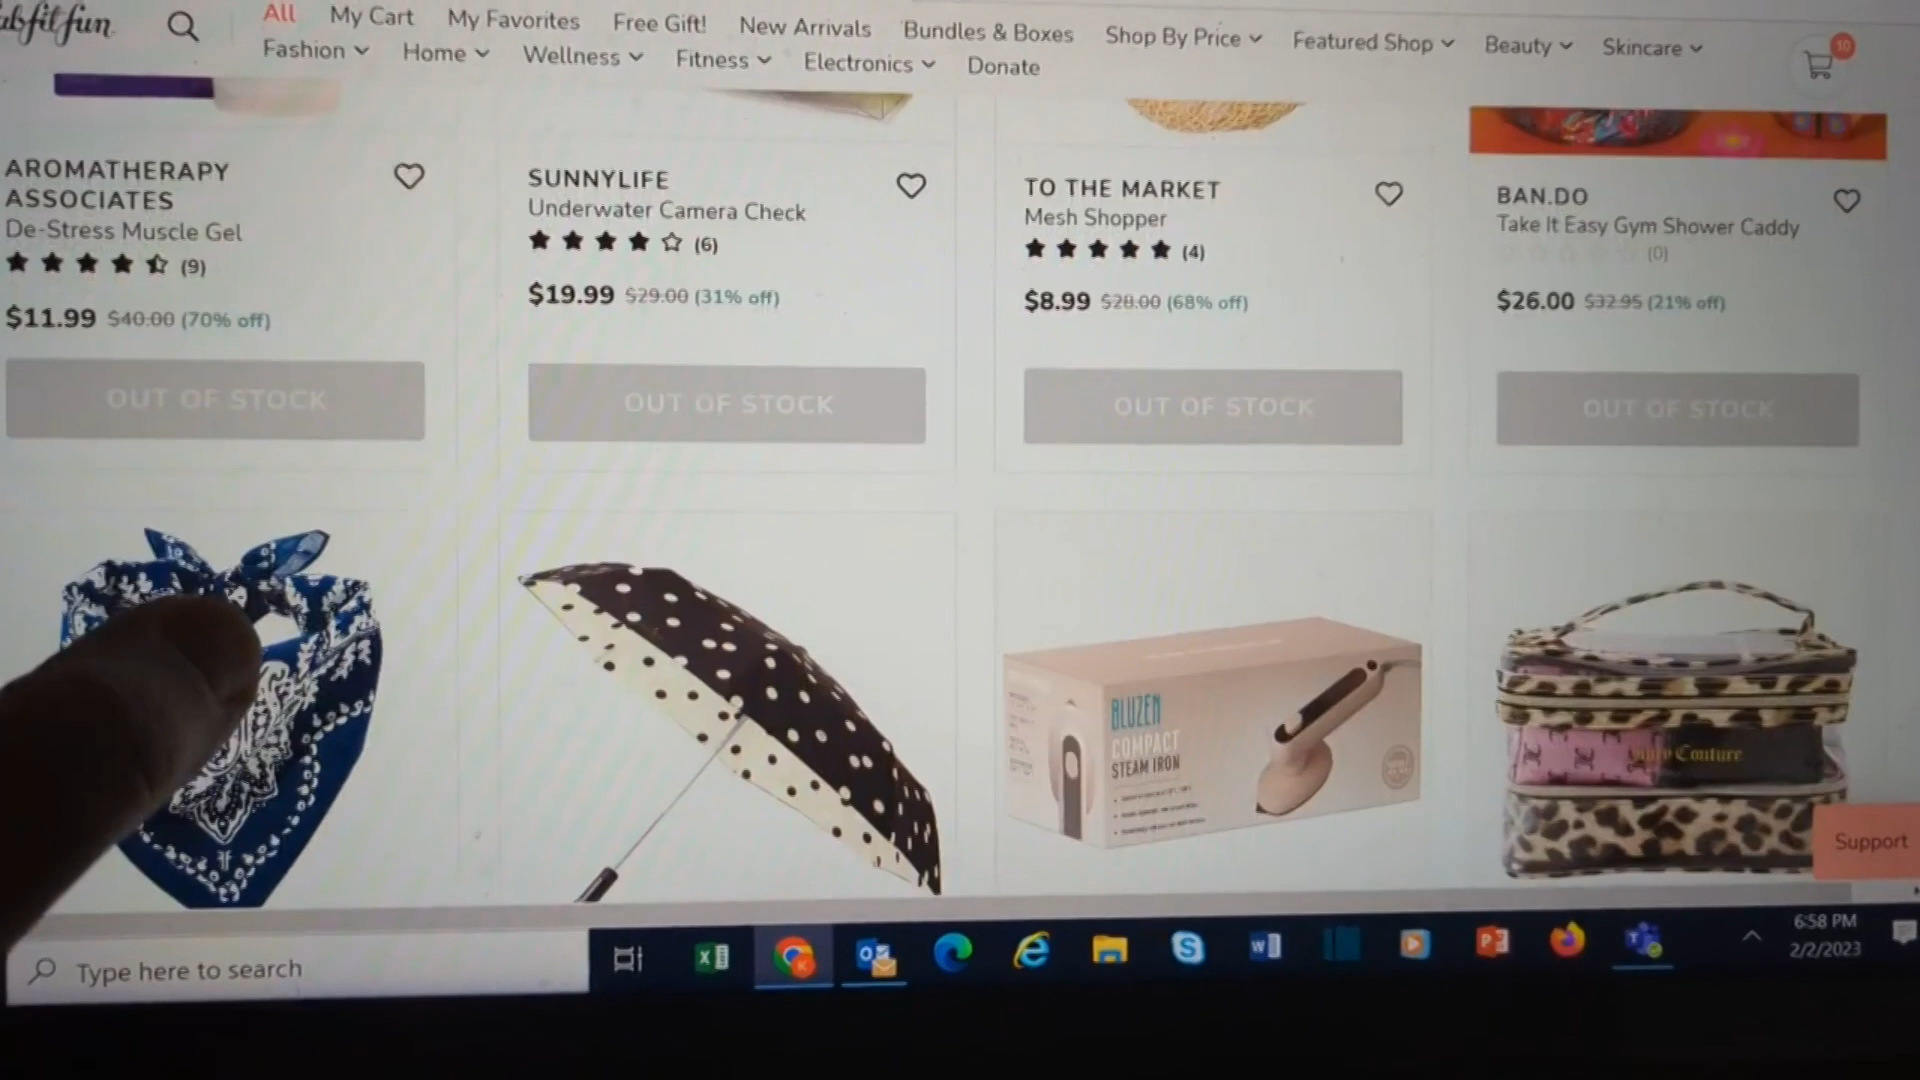 All My Cart My Favorites Free Gift! New Arrivals Bundles & Boxes Shop By Price Featured Shop Beauty Skincare 10
Fashion Home Wellness Fitness Electronics Donate
AROMATHERAPY
ASSOCIATES
De-Stress Muscle Gel
(9)
$11.99 $40.00 (70% off)
OUT OF STOCK
SUNNYLIFE
Underwater Camera Check
(6)
$19.99 $29.00 (31% off)
OUT OF STOCK
TO THE MARKET
Mesh Shopper
(4)
$8.99 $28.00 (68% off)
OUT OF STOCK
BAN.DO
Take It Easy Gym Shower Caddy
(0)
$26.00 $32.95 (21% off)
OUT OF STOCK
BLUZEN
COMPACT
STEAM IRON
Couture
Support
Type here to search
6:58 PM
2/2/2023